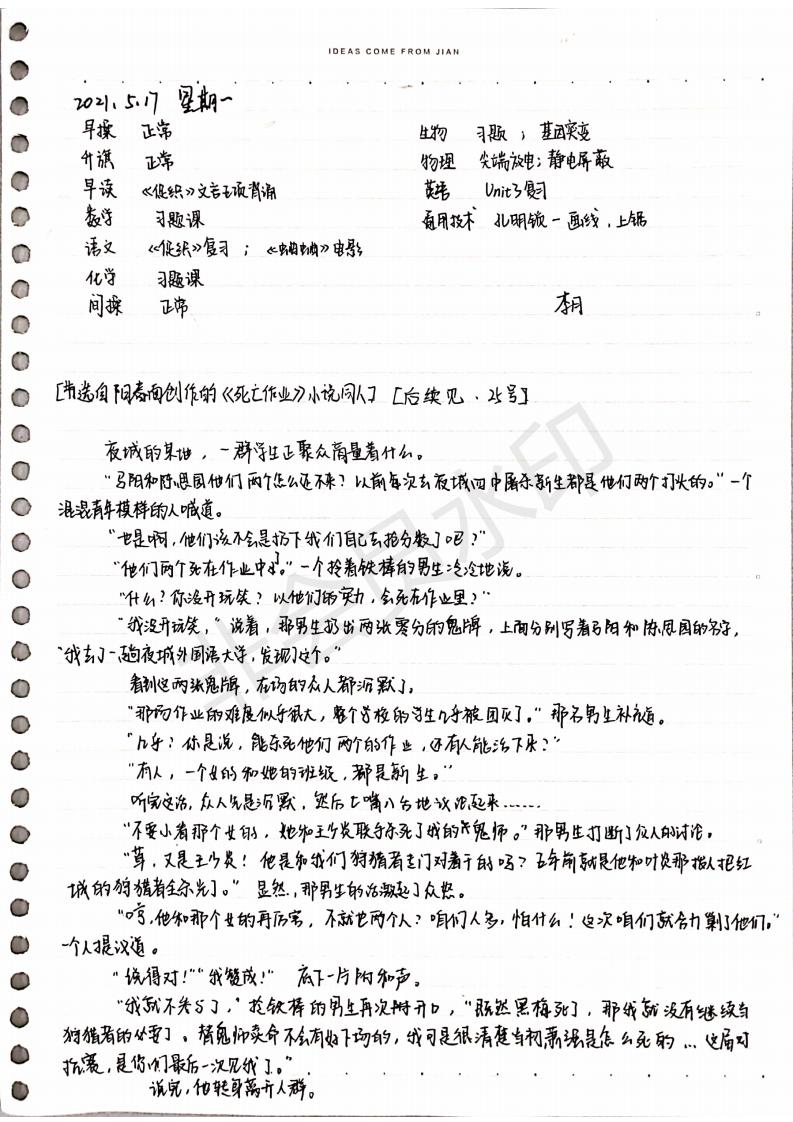 IDEAS COME FROM JIAN
2021.5.17 星期一
早操 正常
升旗 正常
早读 《促织》文言五项背诵
数学 习题课
语文 《促织》复习；《蝈蝈》电影
化学 习题课
间操 正常
生物 习题；基因突变
物理 尖端放电；静电屏蔽
英语 Unit3复习
通用技术 孔明锁－画线，上锯
李月
[节选自阳春面创作的《死亡作业》小说同人] [后续见·25号]
夜城的某地，一群学生正聚众商量着什么。
“马阳和陈思国他们两个怎么还不来？以前每次去夜城四中屠杀新生都是他们两个打头的。”一个
混混青年模样的人喊道。
“也是啊，他们该不会是扔下我们自己去抢分数了吧？”
“他们两个死在作业中了。”一个拎着铁棒的男生冷冷地说。
“什么？你没开玩笑？以他们的实力，会死在作业里？”
“我没开玩笑，”说着，那男生扔出两张零分的鬼牌，上面分别写着马阳和陈思国的名字，
“我去了一趟夜城外国语大学，发现了这个。”
看到这两张鬼牌，在场的众人都沉默了。
“那场作业的难度似乎很大，整个学校的学生几乎被团灭了。”那名男生补充道。
“几乎？你是说，能杀死他们两个的作业，还有人能活下来？”
“有人，一个女的和她的班级，都是新生。”
听完这话，众人先是沉默，然后七嘴八舌地议论起来……
“不要小看那个女的，她和王少炎联手杀死了我的犬鬼师。”那男生打断了众人的讨论。
“草，又是王少炎！他是和我们狩猎者专门对着干的吗？五年前就是他和叶炎那指人把红
城的狩猎者全杀光了。”显然，那男生的话激起了众怒。
“哼，他和那个女的再厉害，不就也两个人？咱们人多，怕什么！这次咱们就合力剿了他们。”
一个人提议道。
“说得对！”“我赞成！” 底下一片附和声。
“我就不参与了，”拎铁棒的男生再次开口，“既然黑梅死了，那我就没有继续当
狩猎者的必要了。替鬼师卖命不会有好下场的，我可是很清楚当初萧强是怎么死的…这届对
抗赛，是你们最后一次见我了。”
说完，他转身离开人群。
非会员水印